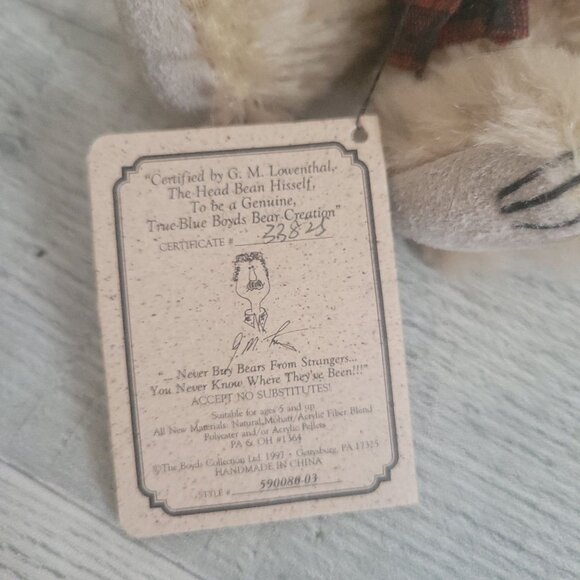 "Certified by G. M. Lowenthal,
The Head Bean Hisself,
To be a Genuine,
True-Blue Boyds Bear Creation"
CERTIFICATE # 33825
G.M.
"... Never Buy Bears From Strangers...
You Never Know Where They've Been!!!"
ACCEPT NO SUBSTITUTES!
Suitable for ages 5 and up
All New Materials: Natural, Mohair/Acrylic Fiber Blend
Polyester and/or Acrylic Pellets
PA & OH #1364
©The Boyds Collection Ltd. 1993 • Gettysburg, PA 17325
HANDMADE IN CHINA
STYLE # 590080-03